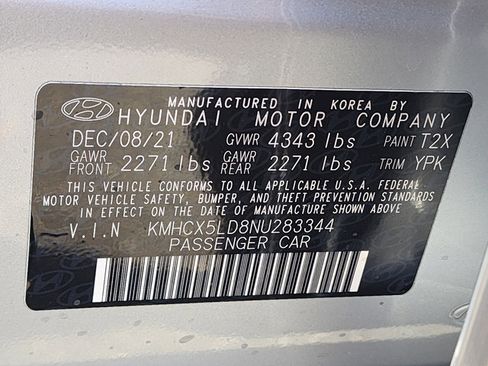 MANUFACTURED IN KOREA BY
HYUNDAI MOTOR COMPANY
DEC/08/21 GVWR 4343 lbs PAINT T2X
GAWR FRONT 2271 lbs GAWR REAR 2271 lbs TRIM YPK
THIS VEHICLE CONFORMS TO ALL APPLICABLE U.S.A. FEDERAL
MOTOR VEHICLE SAFETY, BUMPER, AND THEFT PREVENTION STANDARDS
IN EFFECT ON THE DATE OF MANUFACTURE SHOWN ABOVE
V.I.N KMHCX5LD8NU283344
PASSENGER CAR